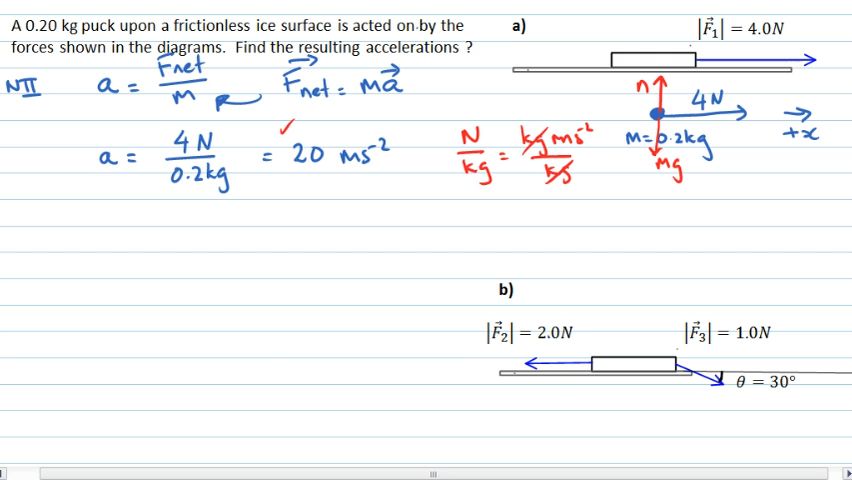 A 0.20 kg puck upon a frictionless ice surface is acted on by the
forces shown in the diagrams. Find the resulting accelerations ?
a)
|F⃗₁| = 4.0N
NII
a = Fnet / m
F⃗net = ma⃗
n
4N
+x
m = 0.2kg
mg
a = 4N / 0.2kg = 20 ms⁻² ✓
N / kg = kg ms⁻² / kg
b)
|F⃗₂| = 2.0N
|F⃗₃| = 1.0N
θ = 30°